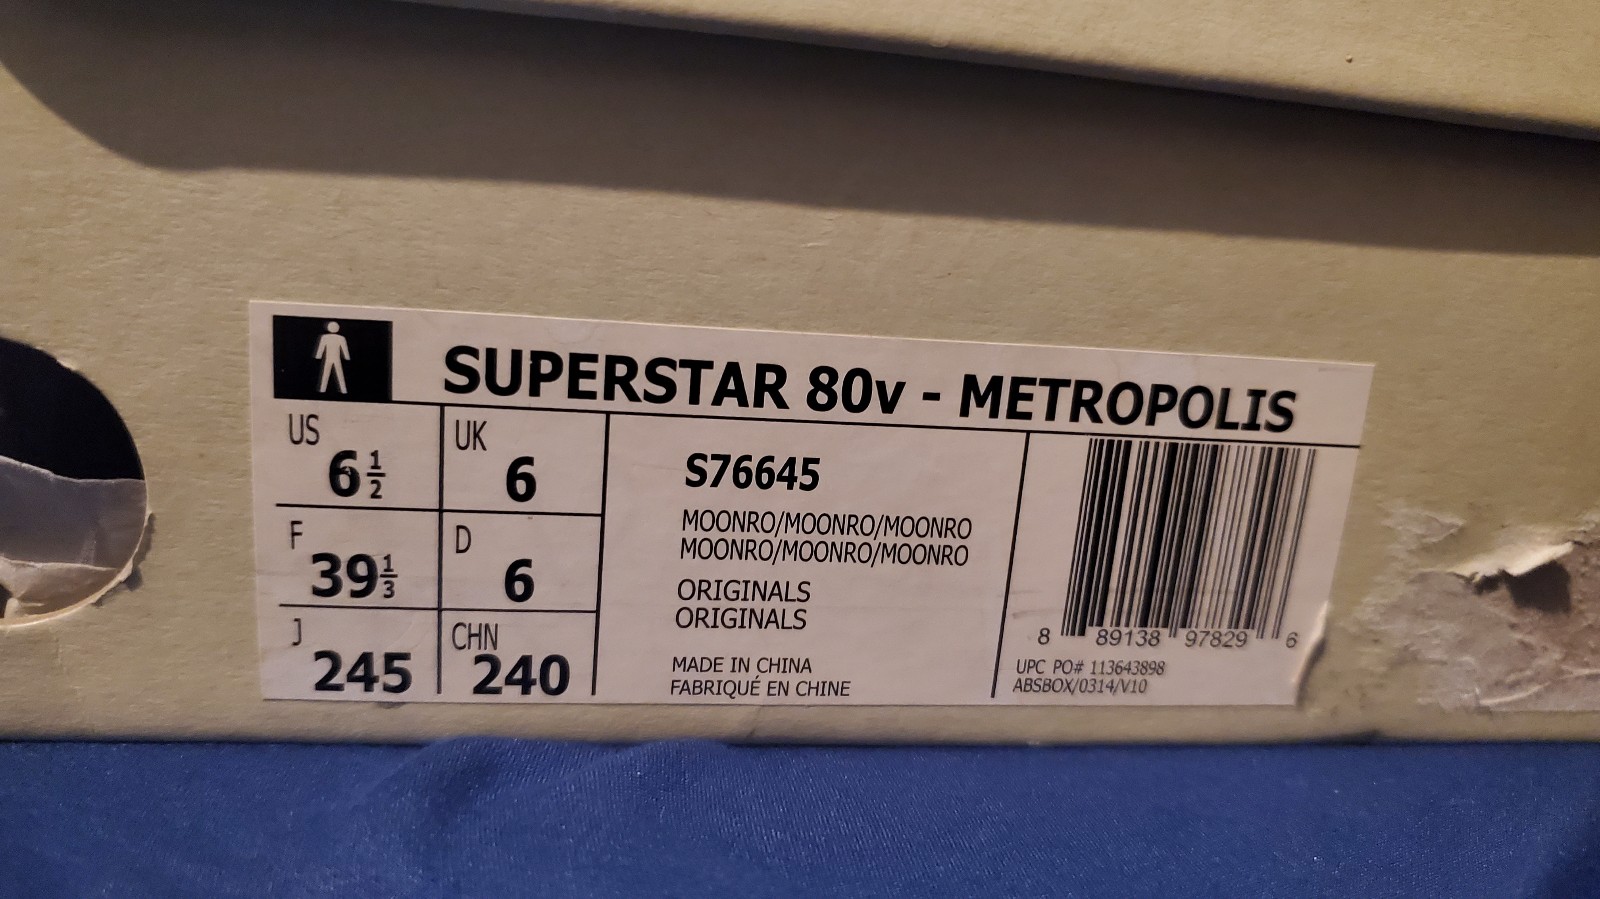 SUPERSTAR 80v - METROPOLIS
US
6 1/2
UK
6
F
39 1/3
D
6
J
245
CHN
240
S76645
MOONRO/MOONRO/MOONRO
MOONRO/MOONRO/MOONRO
ORIGINALS
ORIGINALS
MADE IN CHINA
FABRIQUÉ EN CHINE
8 89138 97829 6
UPC PO# 113643898
ABSBOX/0314/V10